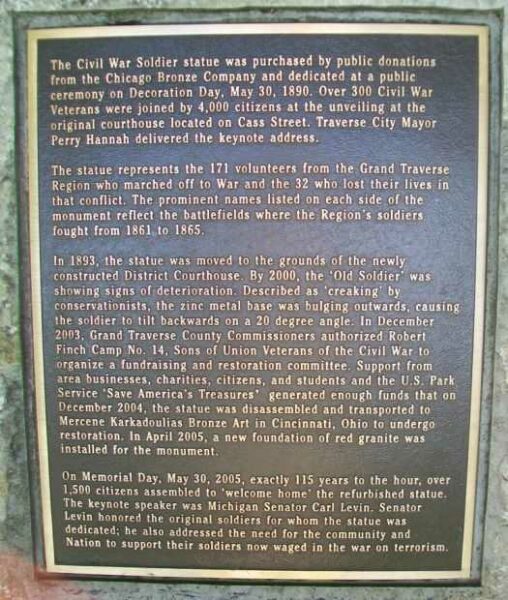 The Civil War Soldier statue was purchased by public donations
from the Chicago Bronze Company and dedicated at a public
ceremony on Decoration Day, May 30, 1890. Over 300 Civil War
Veterans were joined by 4,000 citizens at the unveiling at the
original courthouse located on Cass Street. Traverse City Mayor
Perry Hannah delivered the keynote address.
The statue represents the 171 volunteers from the Grand Traverse
Region who marched off to War and the 32 who lost their lives in
that conflict. The prominent names listed on each side of the
monument reflect the battlefields where the Region's soldiers
fought from 1861 to 1865.
In 1893, the statue was moved to the grounds of the newly
constructed District Courthouse. By 2000, the 'Old Soldier' was
showing signs of deterioration. Described as 'creaking' by
conservationists, the zinc metal base was bulging outwards, causing
the soldier to tilt backwards on a 20 degree angle. In December
2003, Grand Traverse County Commissioners authorized Robert
Finch Camp No. 14, Sons of Union Veterans of the Civil War to
organize a fundraising and restoration committee. Support from
area businesses, charities, citizens, and students and the U.S. Park
Service 'Save America's Treasures' generated enough funds that on
December 2004, the statue was disassembled and transported to
Mercene Karkadoulias Bronze Art in Cincinnati, Ohio to undergo
restoration. In April 2005, a new foundation of red granite was
installed for the monument.
On Memorial Day, May 30, 2005, exactly 115 years to the hour, over
1,500 citizens assembled to 'welcome home' the refurbished statue.
The keynote speaker was Michigan Senator Carl Levin. Senator
Levin honored the original soldiers for whom the statue was
dedicated; he also addressed the need for the community and
Nation to support their soldiers now waged in the war on terrorism.